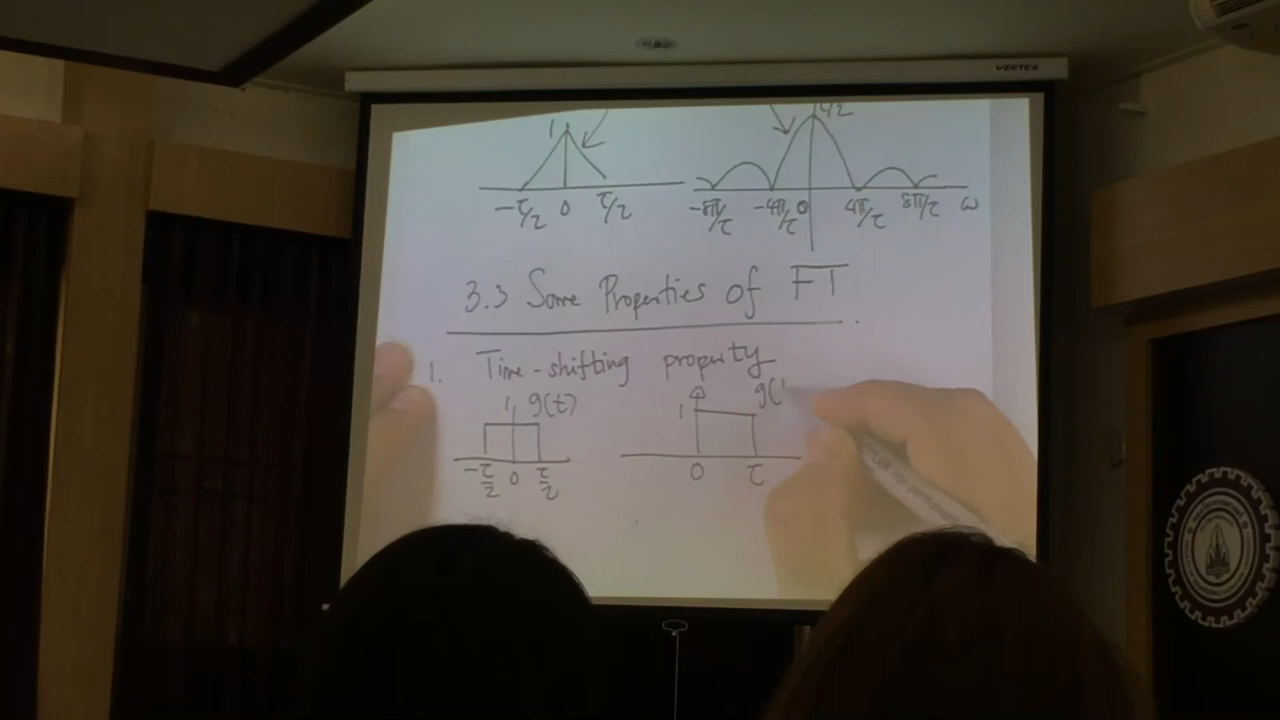 VERTEX
1
τ/2
-τ/2 0 τ/2
-8π/τ -4π/τ 0 4π/τ 8π/τ ω
3.3 Some Properties of FT
1. Time-shifting property
1 g(t)
1 g(
-τ/2 0 τ/2
0 τ